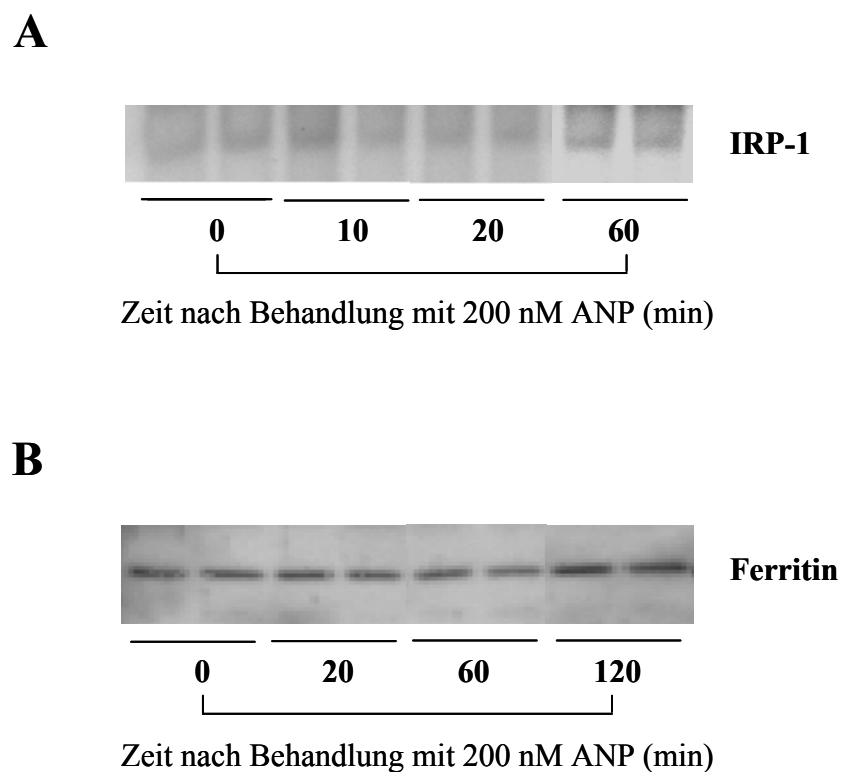 A
IRP-1
0 10 20 60
Zeit nach Behandlung mit 200 nM ANP (min)
B
Ferritin
0 20 60 120
Zeit nach Behandlung mit 200 nM ANP (min)